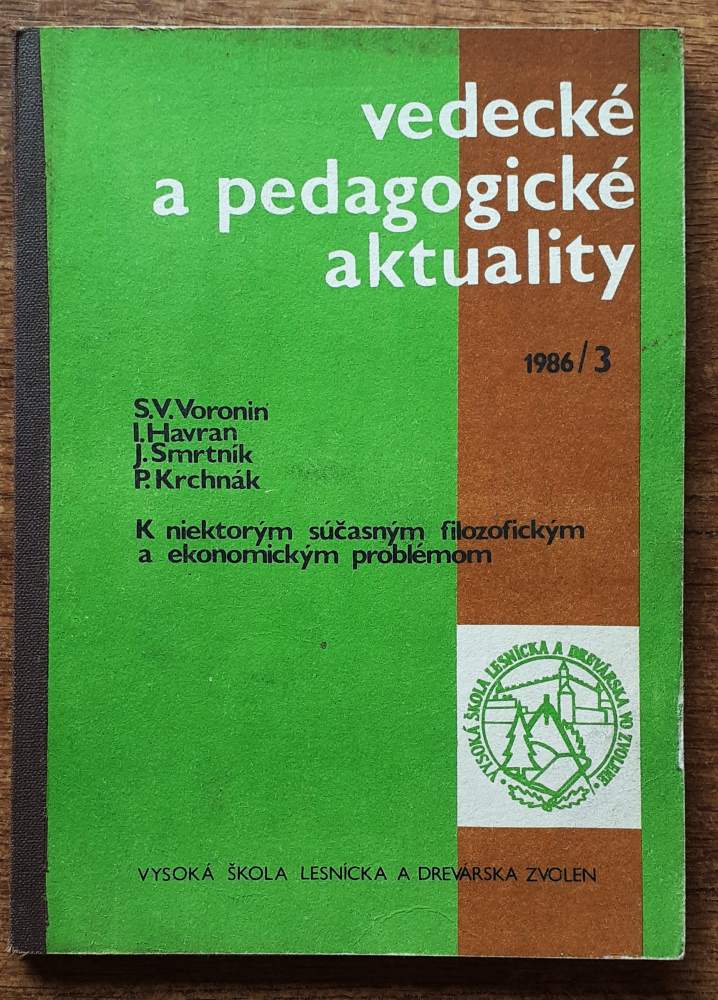 vedecké
a pedagogické
aktuality
1986/3
S.V.Voronin
I.Havran
J.Smrtník
P.Krchnák
K niektorým súčasným filozofickým
a ekonomickým problémom
VYSOKÁ ŠKOLA LESNÍCKA A DREVÁRSKA VO ZVOLENE
VYSOKÁ ŠKOLA LESNÍCKA A DREVÁRSKA ZVOLEN